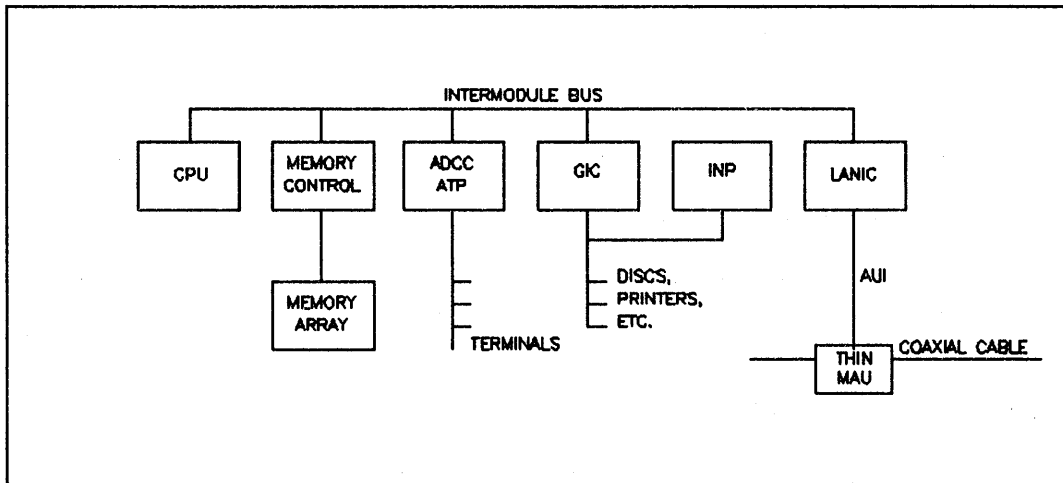 INTERMODULE BUS
CPU
MEMORY
CONTROL
ADCC
ATP
GIC
INP
LANIC
MEMORY
ARRAY
TERMINALS
DISCS,
PRINTERS,
ETC.
AUI
THIN
MAU
COAXIAL CABLE